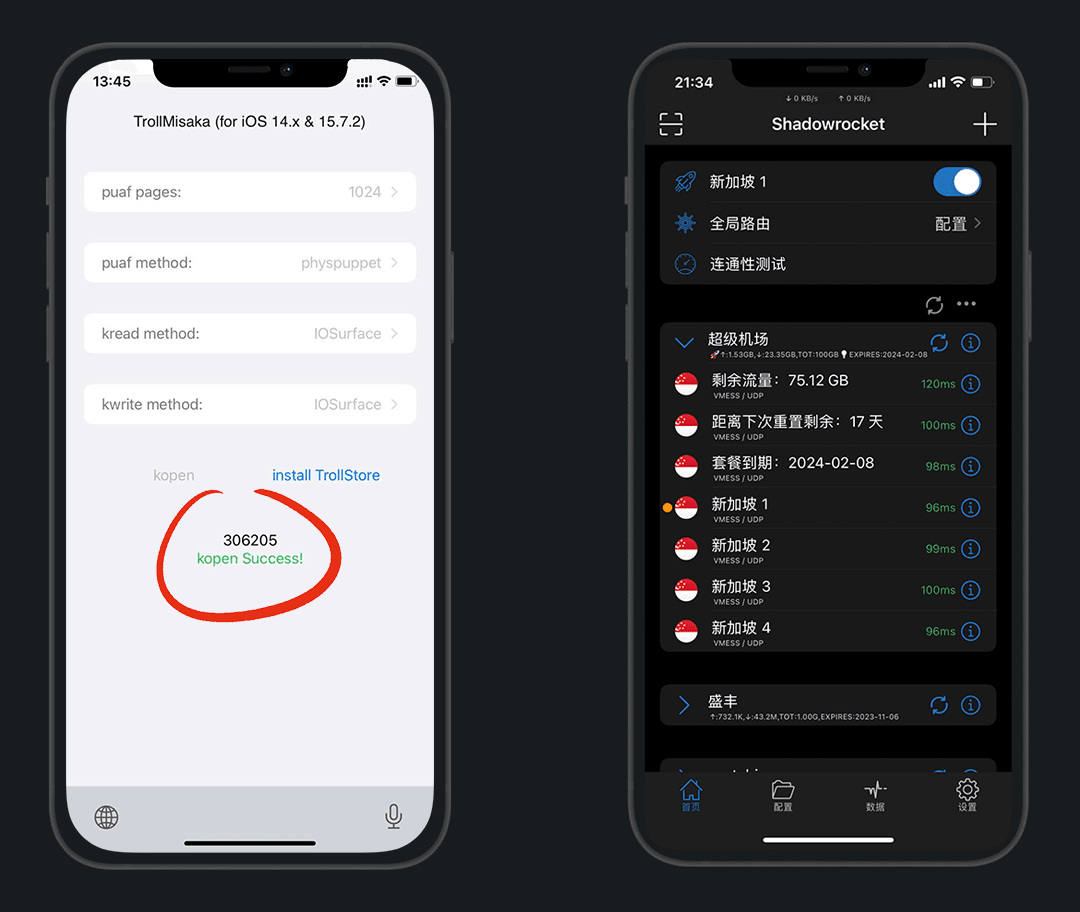 13:45
TrollMisaka (for iOS 14.x & 15.7.2)
puaf pages: 1024
puaf method: physpuppet
kread method: IOSurface
kwrite method: IOSurface
kopen install TrollStore
306205
kopen Success!
21:34
↓ 0 KB/s ↑ 0 KB/s
Shadowrocket
新加坡 1
全局路由 配置
连通性测试
超级机场
🚀↑:1.53GB,↓:23.35GB,TOT:100GB💡EXPIRES:2024-02-08
剩余流量：75.12 GB 120ms
VMESS / UDP
距离下次重置剩余：17 天 100ms
VMESS / UDP
套餐到期：2024-02-08 98ms
VMESS / UDP
新加坡 1 96ms
VMESS / UDP
新加坡 2 99ms
VMESS / UDP
新加坡 3 100ms
VMESS / UDP
新加坡 4 96ms
VMESS / UDP
盛丰
↑:732.1K,↓:43.2M,TOT:1.00G,EXPIRES:2023-11-06
首页 配置 数据 设置